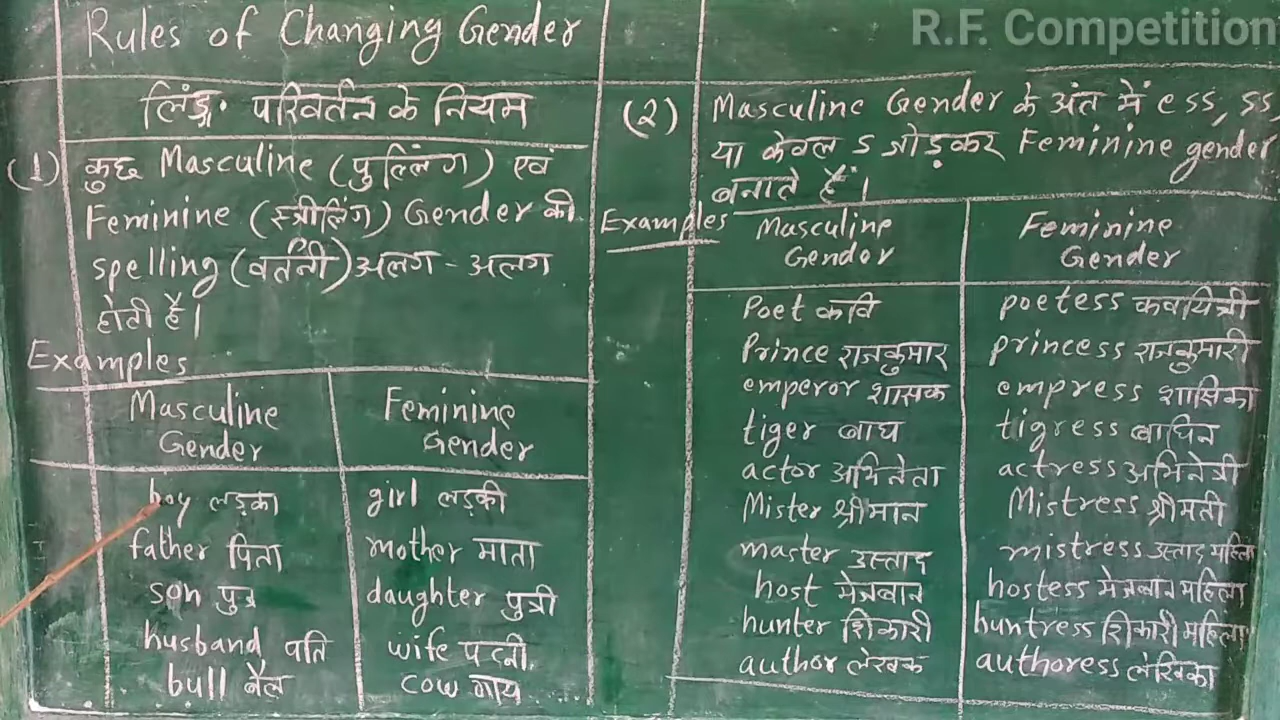 Rules of Changing Gender
R.F. Competition
लिंङ्ग परिवर्तन के नियम
(1) कुछ Masculine (पुल्लिंग) एवं
Feminine (स्त्रीलिंग) Gender की
spelling (वर्तनी) अलग - अलग
होती है।
Examples
Masculine Gender Feminine Gender
boy लड़का girl लड़की
father पिता mother माता
son पुत्र daughter पुत्री
husband पति wife पत्नी
bull बैल cow गाय
(2) Masculine Gender के अंत में ess, ss,
या केवल s जोड़कर Feminine gender
बनाते हैं।
Examples
Masculine Gender Feminine Gender
Poet कवि poetess कवयित्री
Prince राजकुमार princess राजकुमारी
emperor शासक empress शासिका
tiger बाघ tigress बाघिन
actor अभिनेता actress अभिनेत्री
Mister श्रीमान Mistress श्रीमती
master उस्ताद mistress उस्ताद महिला
host मेजबान hostess मेजबान महिला
hunter शिकारी huntress शिकारी महिला
author लेखक authoress लेखिका